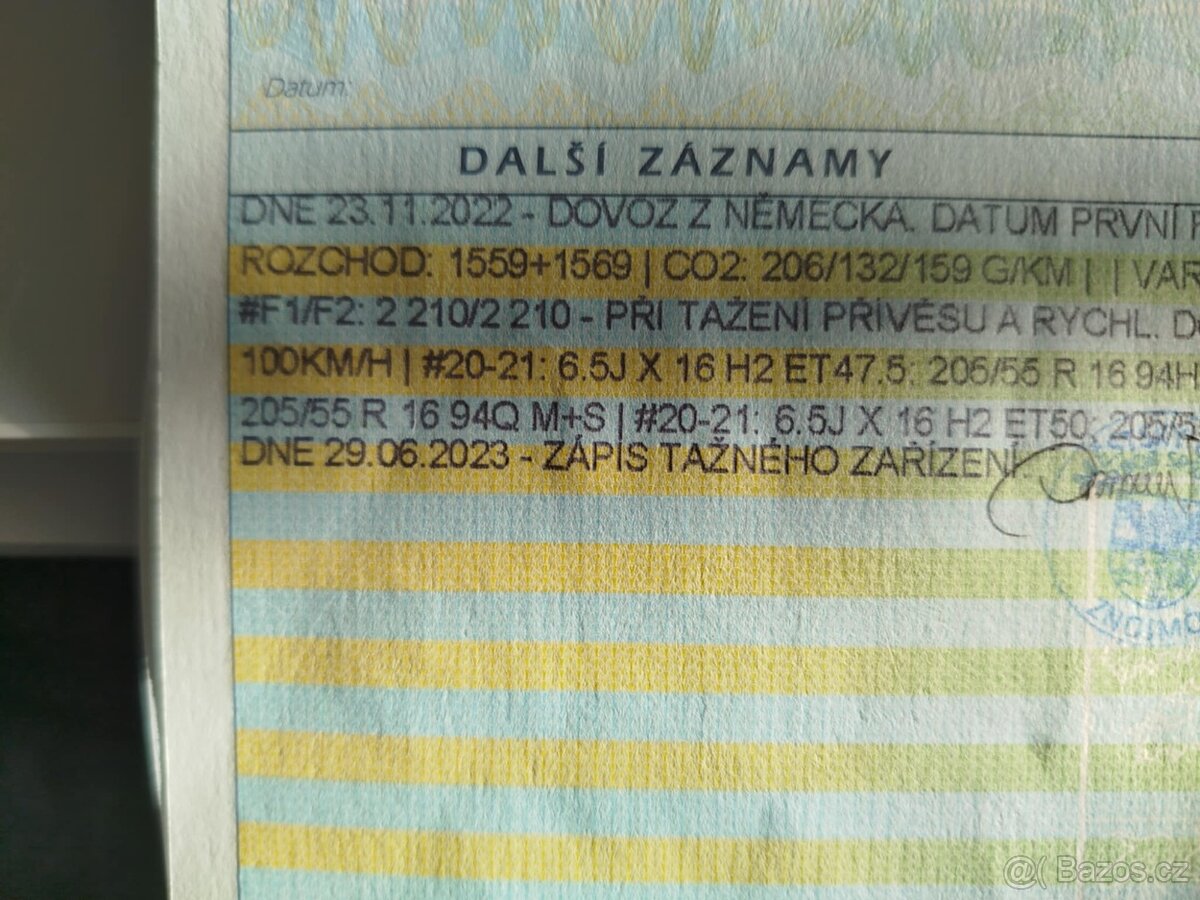 Datum:
DALŠÍ ZÁZNAMY
DNE 23.11.2022 - DOVOZ Z NĚMECKA. DATUM PRVNÍ
ROZCHOD: 1559+1569 | CO2: 206/132/159 G/KM | | VAR
#F1/F2: 2 210/2 210 - PŘI TAŽENÍ PŘÍVĚSU A RYCHL. D
100KM/H | #20-21: 6.5J X 16 H2 ET47.5: 205/55 R 16 94H
205/55 R 16 94Q M+S | #20-21: 6.5J X 16 H2 ET50: 205/5
DNE 29.06.2023 - ZÁPIS TAŽNÉHO ZAŘÍZENÍ.
ZNOJMO
@( Bazos.cz